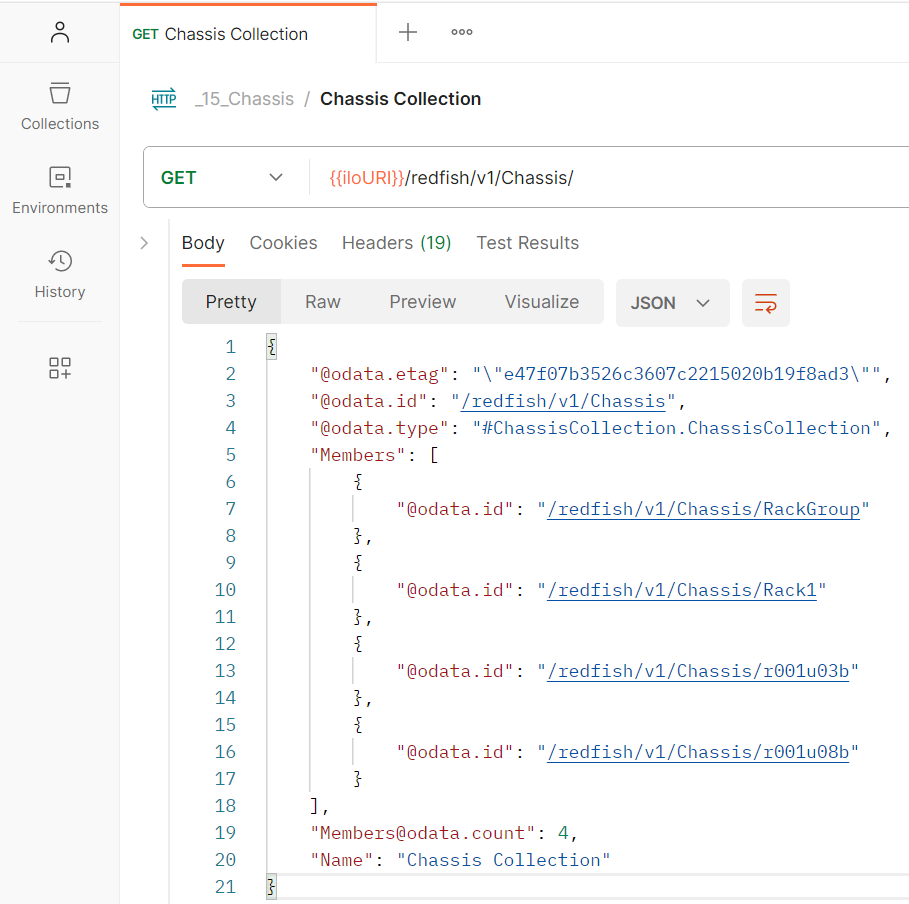 GET Chassis Collection
HTTP _15_Chassis / Chassis Collection
Collections
Environments
History
GET {{iloURI}}/redfish/v1/Chassis/
Body Cookies Headers (19) Test Results
Pretty Raw Preview Visualize JSON
1 {
2 "@odata.etag": "\"e47f07b3526c3607c2215020b19f8ad3\"",
3 "@odata.id": "/redfish/v1/Chassis",
4 "@odata.type": "#ChassisCollection.ChassisCollection",
5 "Members": [
6 {
7 "@odata.id": "/redfish/v1/Chassis/RackGroup"
8 },
9 {
10 "@odata.id": "/redfish/v1/Chassis/Rack1"
11 },
12 {
13 "@odata.id": "/redfish/v1/Chassis/r001u03b"
14 },
15 {
16 "@odata.id": "/redfish/v1/Chassis/r001u08b"
17 }
18 ],
19 "Members@odata.count": 4,
20 "Name": "Chassis Collection"
21 }